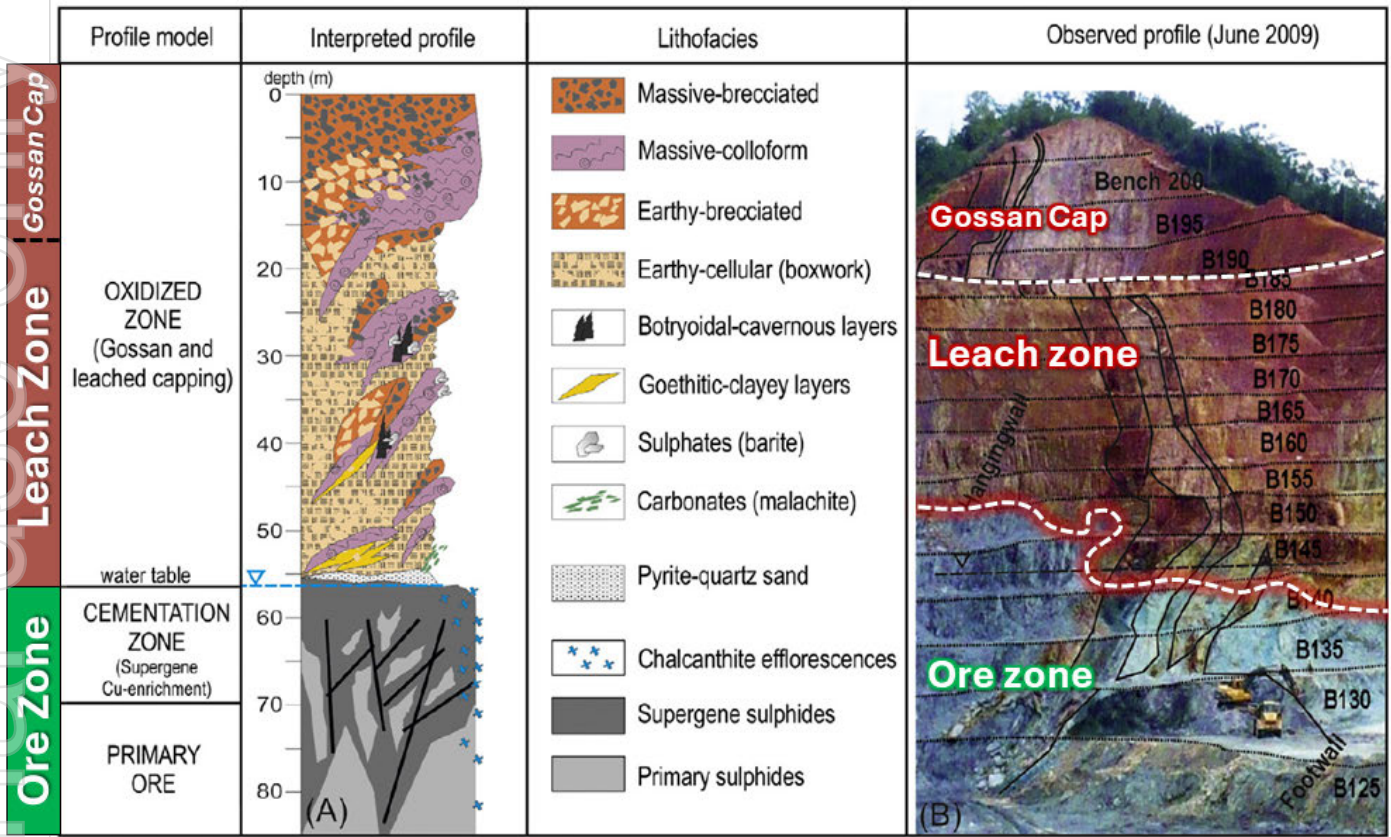 Profile model
Interpreted profile
Lithofacies
Observed profile (June 2009)
Gossan Cap
Leach Zone
Ore Zone
OXIDIZED
ZONE
(Gossan and
leached capping)
water table
CEMENTATION
ZONE
(Supergene
Cu-enrichment)
PRIMARY
ORE
depth (m)
0
10
20
30
40
50
60
70
80
(A)
Massive-brecciated
Massive-colloform
Earthy-brecciated
Earthy-cellular (boxwork)
Botryoidal-cavernous layers
Goethitic-clayey layers
Sulphates (barite)
Carbonates (malachite)
Pyrite-quartz sand
Chalcanthite efflorescences
Supergene sulphides
Primary sulphides
Bench 200
Gossan Cap
B195
B190
B185
B180
Leach zone
B175
B170
B165
Hangingwall
B160
B155
B150
B145
B140
B135
Ore zone
B130
Footwall
B125
(B)